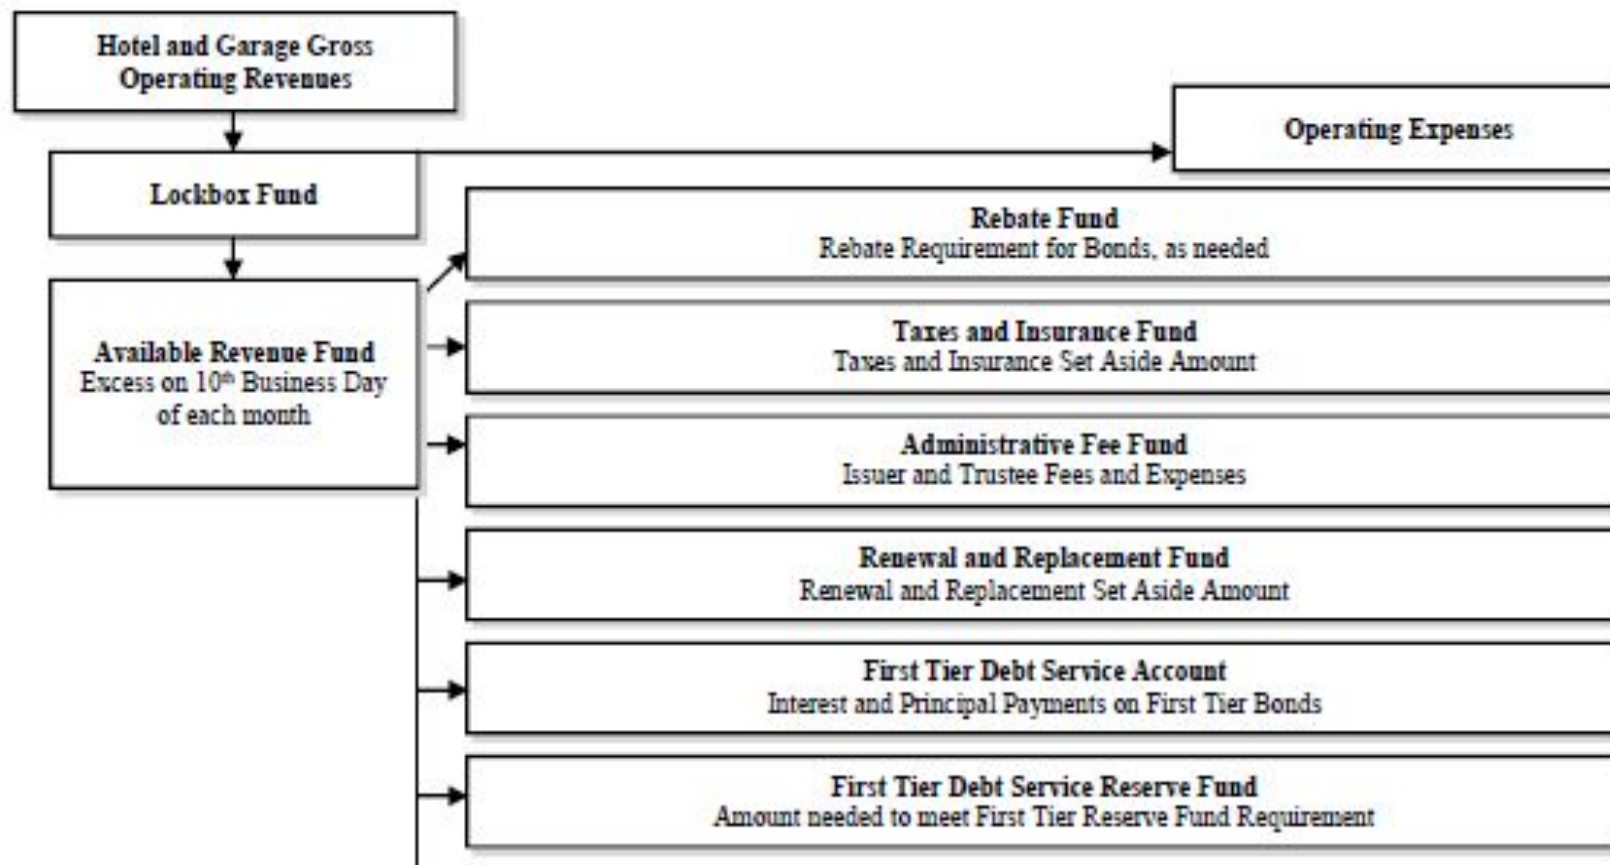 Hotel and Garage Gross
Operating Revenues
Operating Expenses
Lockbox Fund
Rebate Fund
Rebate Requirement for Bonds, as needed
Available Revenue Fund
Excess on 10th Business Day
of each month
Taxes and Insurance Fund
Taxes and Insurance Set Aside Amount
Administrative Fee Fund
Issuer and Trustee Fees and Expenses
Renewal and Replacement Fund
Renewal and Replacement Set Aside Amount
First Tier Debt Service Account
Interest and Principal Payments on First Tier Bonds
First Tier Debt Service Reserve Fund
Amount needed to meet First Tier Reserve Fund Requirement